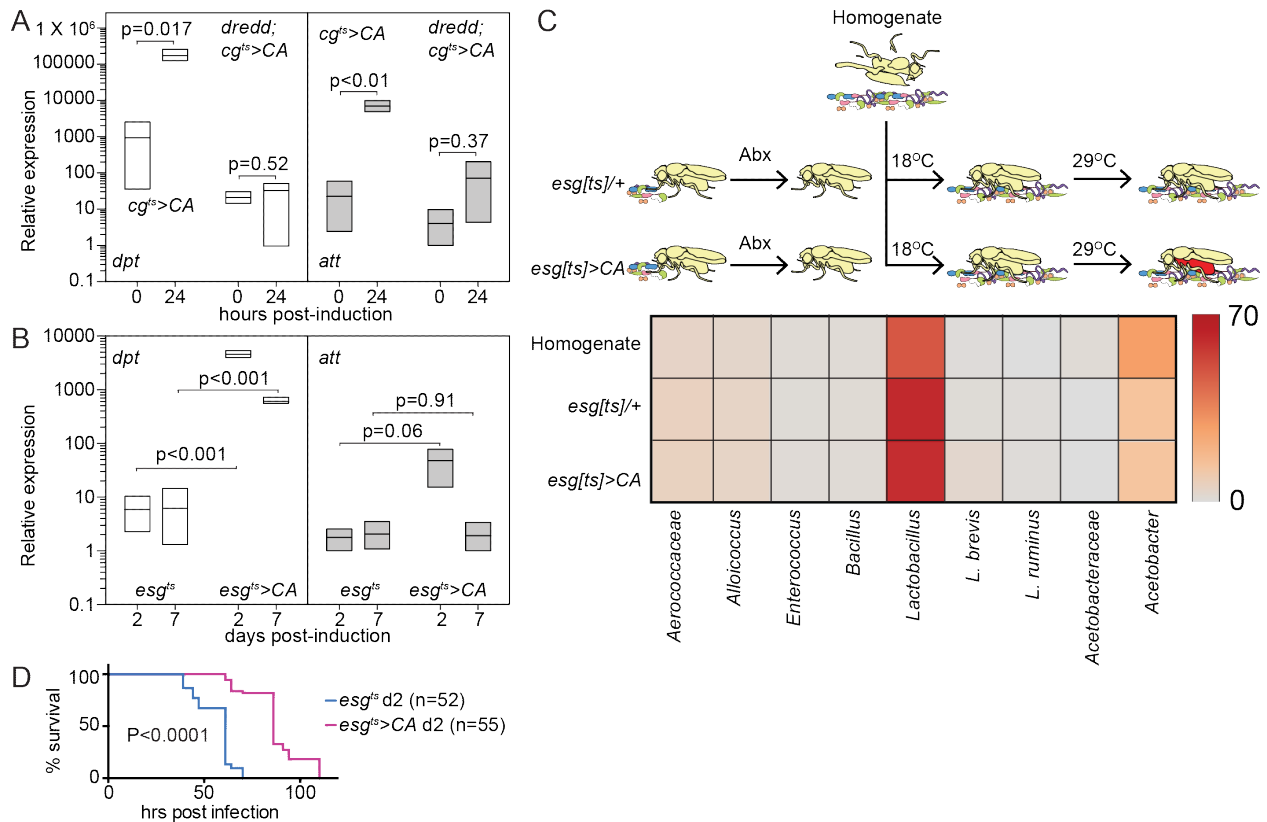 A
Relative expression
1 X 10⁶
100000
10000
1000
100
10
1
0.1
p=0.017
dredd;
cgᵗˢ>CA
p=0.52
cgᵗˢ>CA
dpt
cgᵗˢ>CA
dredd;
cgᵗˢ>CA
p<0.01
p=0.37
att
0 24 0 24 0 24 0 24
hours post-induction
B
Relative expression
10000
1000
100
10
1
0.1
dpt
p<0.001
p<0.001
esgᵗˢ esgᵗˢ>CA
att
p=0.91
p=0.06
esgᵗˢ esgᵗˢ>CA
2 7 2 7 2 7 2 7
days post-induction
C
Homogenate
esg[ts]/+ Abx 18ᴼC 29ᴼC
esg[ts]>CA Abx 18ᴼC 29ᴼC
Homogenate
esg[ts]/+
esg[ts]>CA
70
0
Aerococcaceae
Alloicoccus
Enterococcus
Bacillus
Lactobacillus
L. brevis
L. ruminus
Acetobacteraceae
Acetobacter
D
% survival
100
50
0
P<0.0001
esgᵗˢ d2 (n=52)
esgᵗˢ>CA d2 (n=55)
0 50 100
hrs post infection